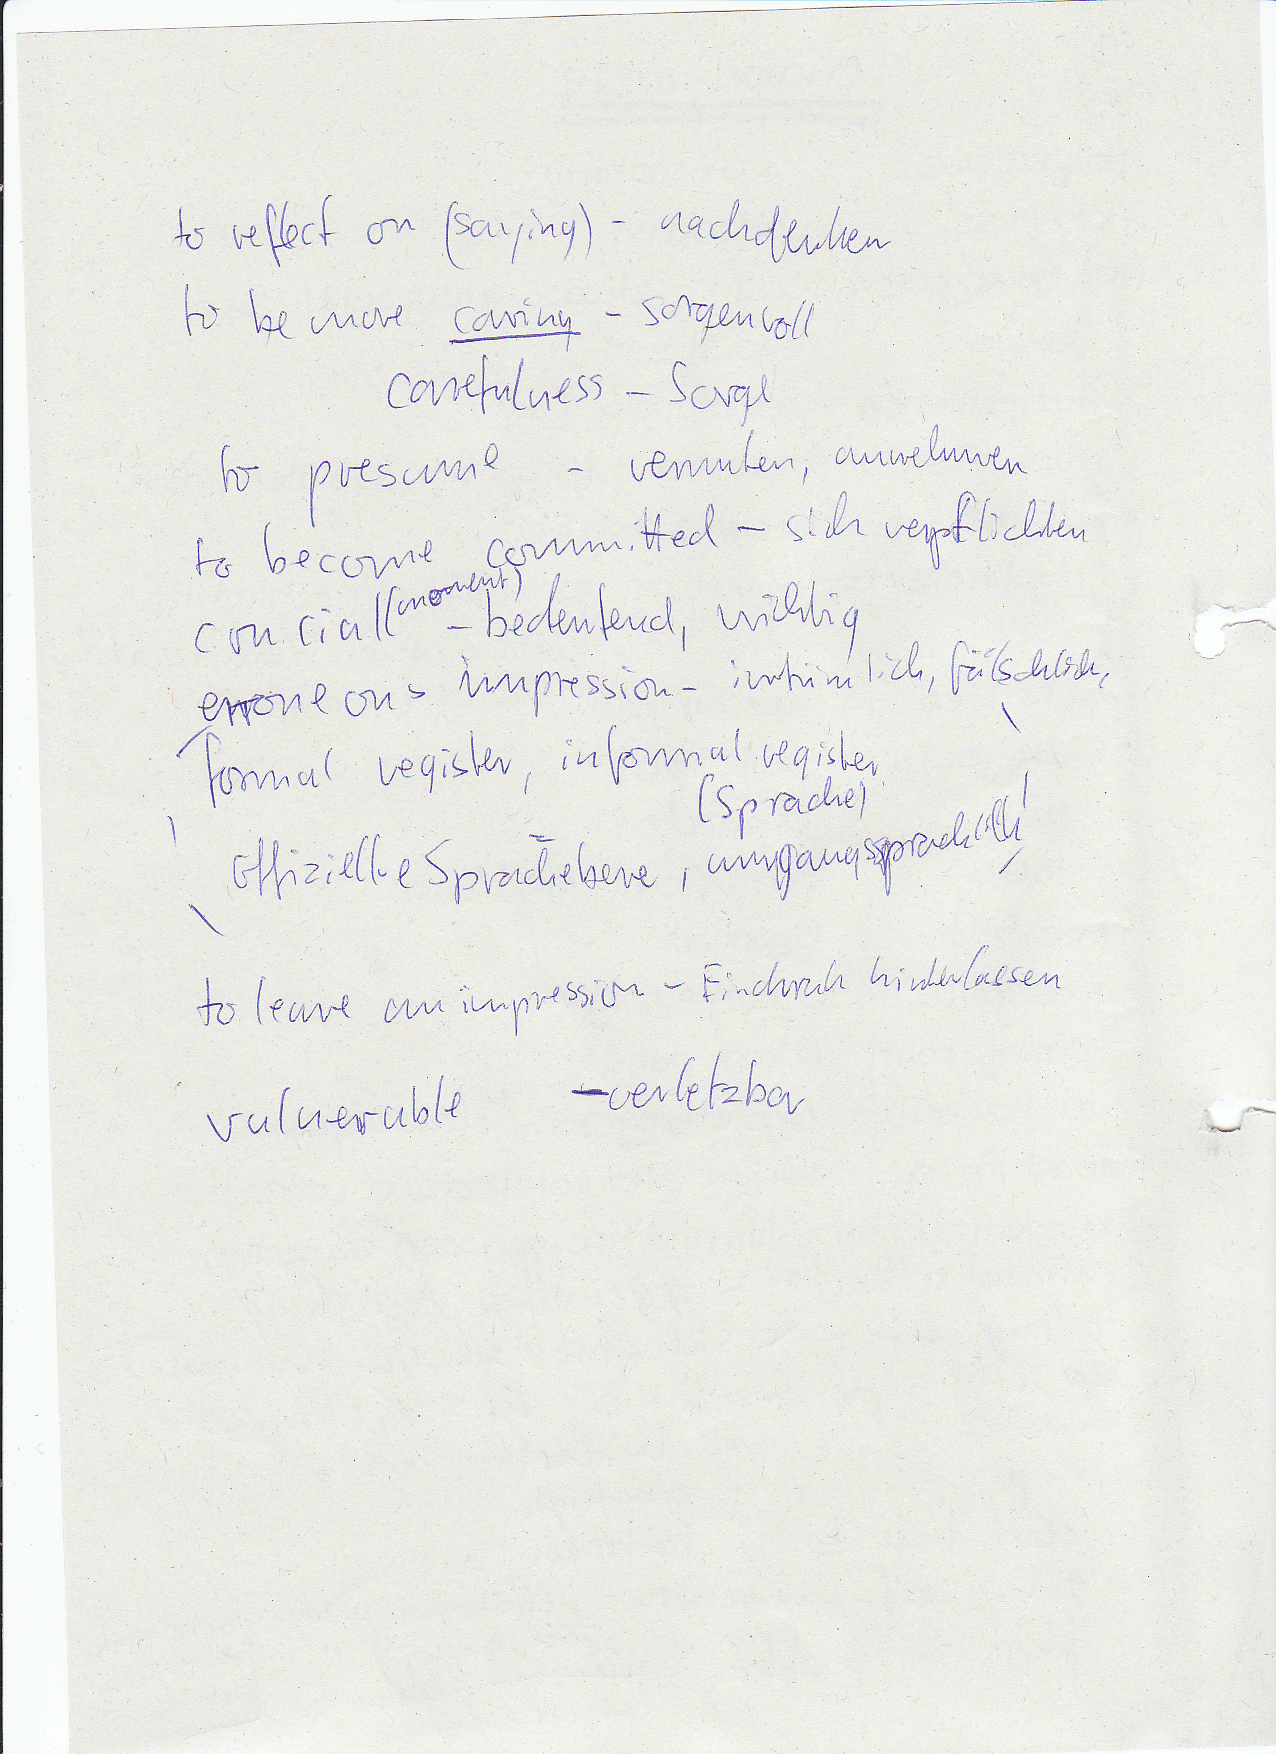 to reflect on (saying) - nachdenken
to be more caring - sorgenvoll
carefulness - Sorge
to presume - vermuten, annehmen
to become committed - sich verpflichten
(moment)
crucial - bedeutend, wichtig
erroneous impression - irrtümlich, fälschlich,
formal register, informal register
(Sprache)
offizielle Sprachebene, umgangssprachlich
to leave an impression - Eindruck hinterlassen
vulnerable - verletzbar